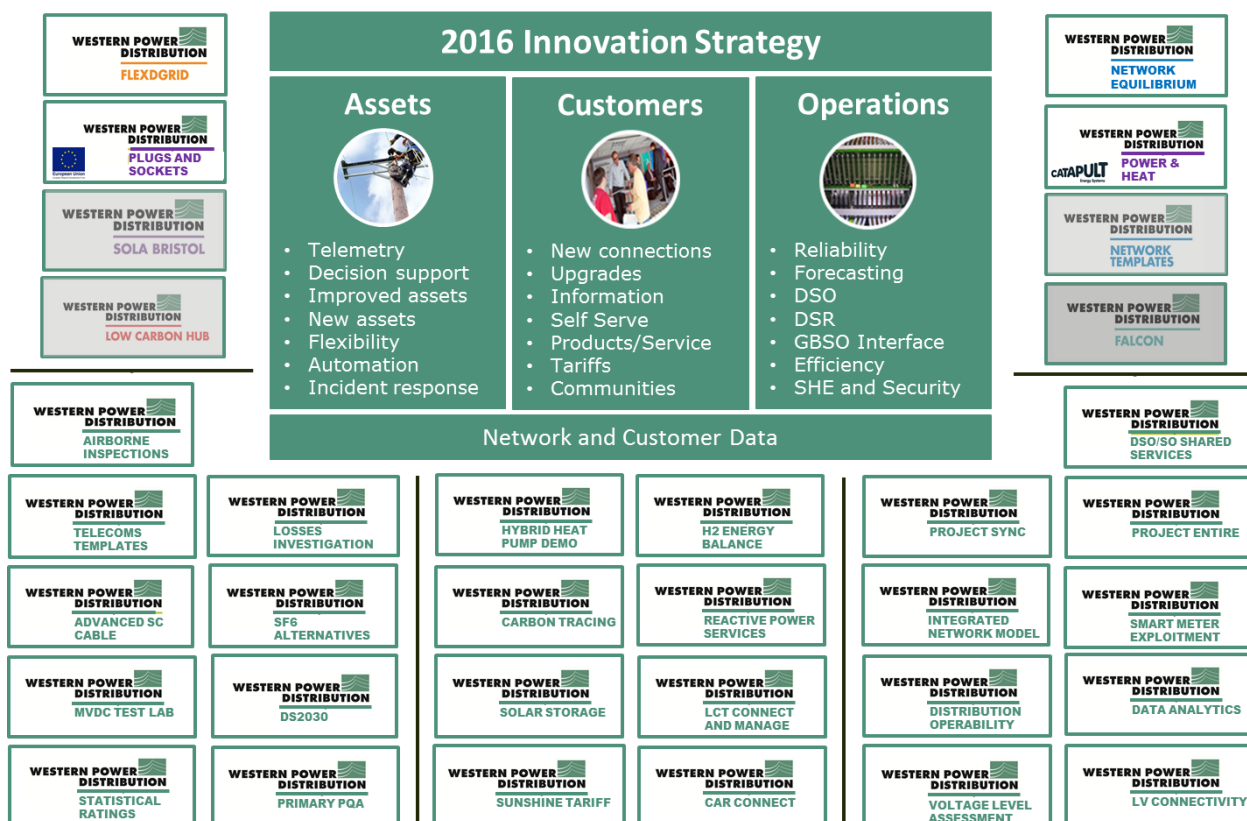 2016 Innovation Strategy
Assets
Telemetry
Decision support
Improved assets
New assets
Flexibility
Automation
Incident response
Customers
New connections
Upgrades
Information
Self Serve
Products/Service
Tariffs
Communities
Operations
Reliability
Forecasting
DSO
DSR
GBSO Interface
Efficiency
SHE and Security
Network and Customer Data
WESTERN POWER
DISTRIBUTION
FLEXDGRID
WESTERN POWER
DISTRIBUTION
PLUGS AND
SOCKETS
European Union
WESTERN POWER
DISTRIBUTION
SOLA BRISTOL
WESTERN POWER
DISTRIBUTION
LOW CARBON HUB
WESTERN POWER
DISTRIBUTION
NETWORK
EQUILIBRIUM
WESTERN POWER
DISTRIBUTION
POWER &
HEAT
CATAPULT
Energy Systems
WESTERN POWER
DISTRIBUTION
NETWORK
TEMPLATES
WESTERN POWER
DISTRIBUTION
FALCON
WESTERN POWER
DISTRIBUTION
AIRBORNE
INSPECTIONS
WESTERN POWER
DISTRIBUTION
TELECOMS
TEMPLATES
WESTERN POWER
DISTRIBUTION
LOSSES
INVESTIGATION
WESTERN POWER
DISTRIBUTION
ADVANCED SC
CABLE
WESTERN POWER
DISTRIBUTION
SF6
ALTERNATIVES
WESTERN POWER
DISTRIBUTION
MVDC TEST LAB
WESTERN POWER
DISTRIBUTION
DS2030
WESTERN POWER
DISTRIBUTION
STATISTICAL
RATINGS
WESTERN POWER
DISTRIBUTION
PRIMARY PQA
WESTERN POWER
DISTRIBUTION
HYBRID HEAT
PUMP DEMO
WESTERN POWER
DISTRIBUTION
H2 ENERGY
BALANCE
WESTERN POWER
DISTRIBUTION
CARBON TRACING
WESTERN POWER
DISTRIBUTION
REACTIVE POWER
SERVICES
WESTERN POWER
DISTRIBUTION
SOLAR STORAGE
WESTERN POWER
DISTRIBUTION
LCT CONNECT
AND MANAGE
WESTERN POWER
DISTRIBUTION
SUNSHINE TARIFF
WESTERN POWER
DISTRIBUTION
CAR CONNECT
WESTERN POWER
DISTRIBUTION
DSO/SO SHARED
SERVICES
WESTERN POWER
DISTRIBUTION
PROJECT SYNC
WESTERN POWER
DISTRIBUTION
PROJECT ENTIRE
WESTERN POWER
DISTRIBUTION
INTEGRATED
NETWORK MODEL
WESTERN POWER
DISTRIBUTION
SMART METER
EXPLOITMENT
WESTERN POWER
DISTRIBUTION
DISTRIBUTION
OPERABILITY
WESTERN POWER
DISTRIBUTION
DATA ANALYTICS
WESTERN POWER
DISTRIBUTION
VOLTAGE LEVEL
ASSESSMENT
WESTERN POWER
DISTRIBUTION
LV CONNECTIVITY